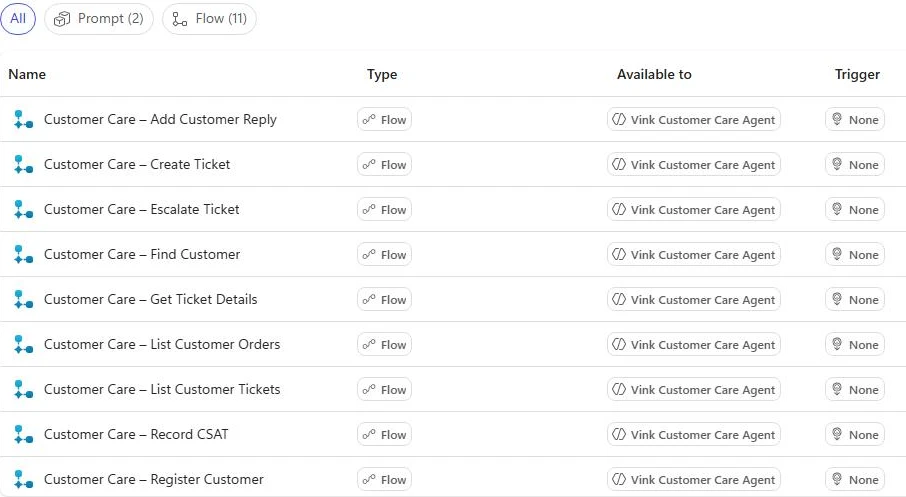 All Prompt (2) Flow (11)
Name Type Available to Trigger
Customer Care – Add Customer Reply Flow Vink Customer Care Agent None
Customer Care – Create Ticket Flow Vink Customer Care Agent None
Customer Care – Escalate Ticket Flow Vink Customer Care Agent None
Customer Care – Find Customer Flow Vink Customer Care Agent None
Customer Care – Get Ticket Details Flow Vink Customer Care Agent None
Customer Care – List Customer Orders Flow Vink Customer Care Agent None
Customer Care – List Customer Tickets Flow Vink Customer Care Agent None
Customer Care – Record CSAT Flow Vink Customer Care Agent None
Customer Care – Register Customer Flow Vink Customer Care Agent None